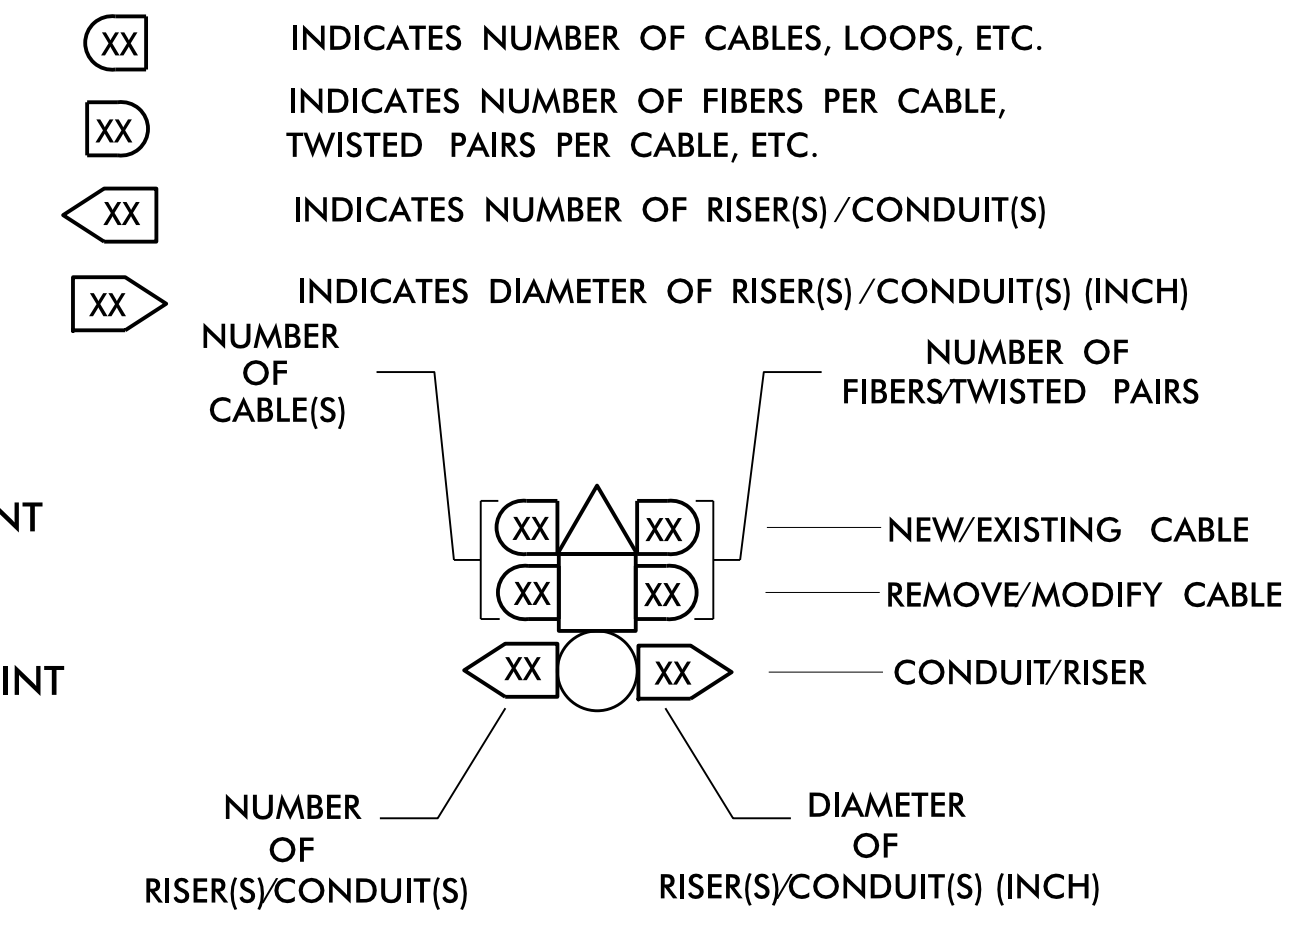 XX INDICATES NUMBER OF CABLES, LOOPS, ETC.
XX INDICATES NUMBER OF FIBERS PER CABLE,
TWISTED PAIRS PER CABLE, ETC.
XX INDICATES NUMBER OF RISER(S)/CONDUIT(S)
XX INDICATES DIAMETER OF RISER(S)/CONDUIT(S) (INCH)
NUMBER
OF
CABLE(S)
NUMBER OF
FIBERS/TWISTED PAIRS
NT
XX XX NEW/EXISTING CABLE
XX XX REMOVE/MODIFY CABLE
INT
XX XX CONDUIT/RISER
NUMBER
OF
RISER(S)/CONDUIT(S)
DIAMETER
OF
RISER(S)/CONDUIT(S) (INCH)